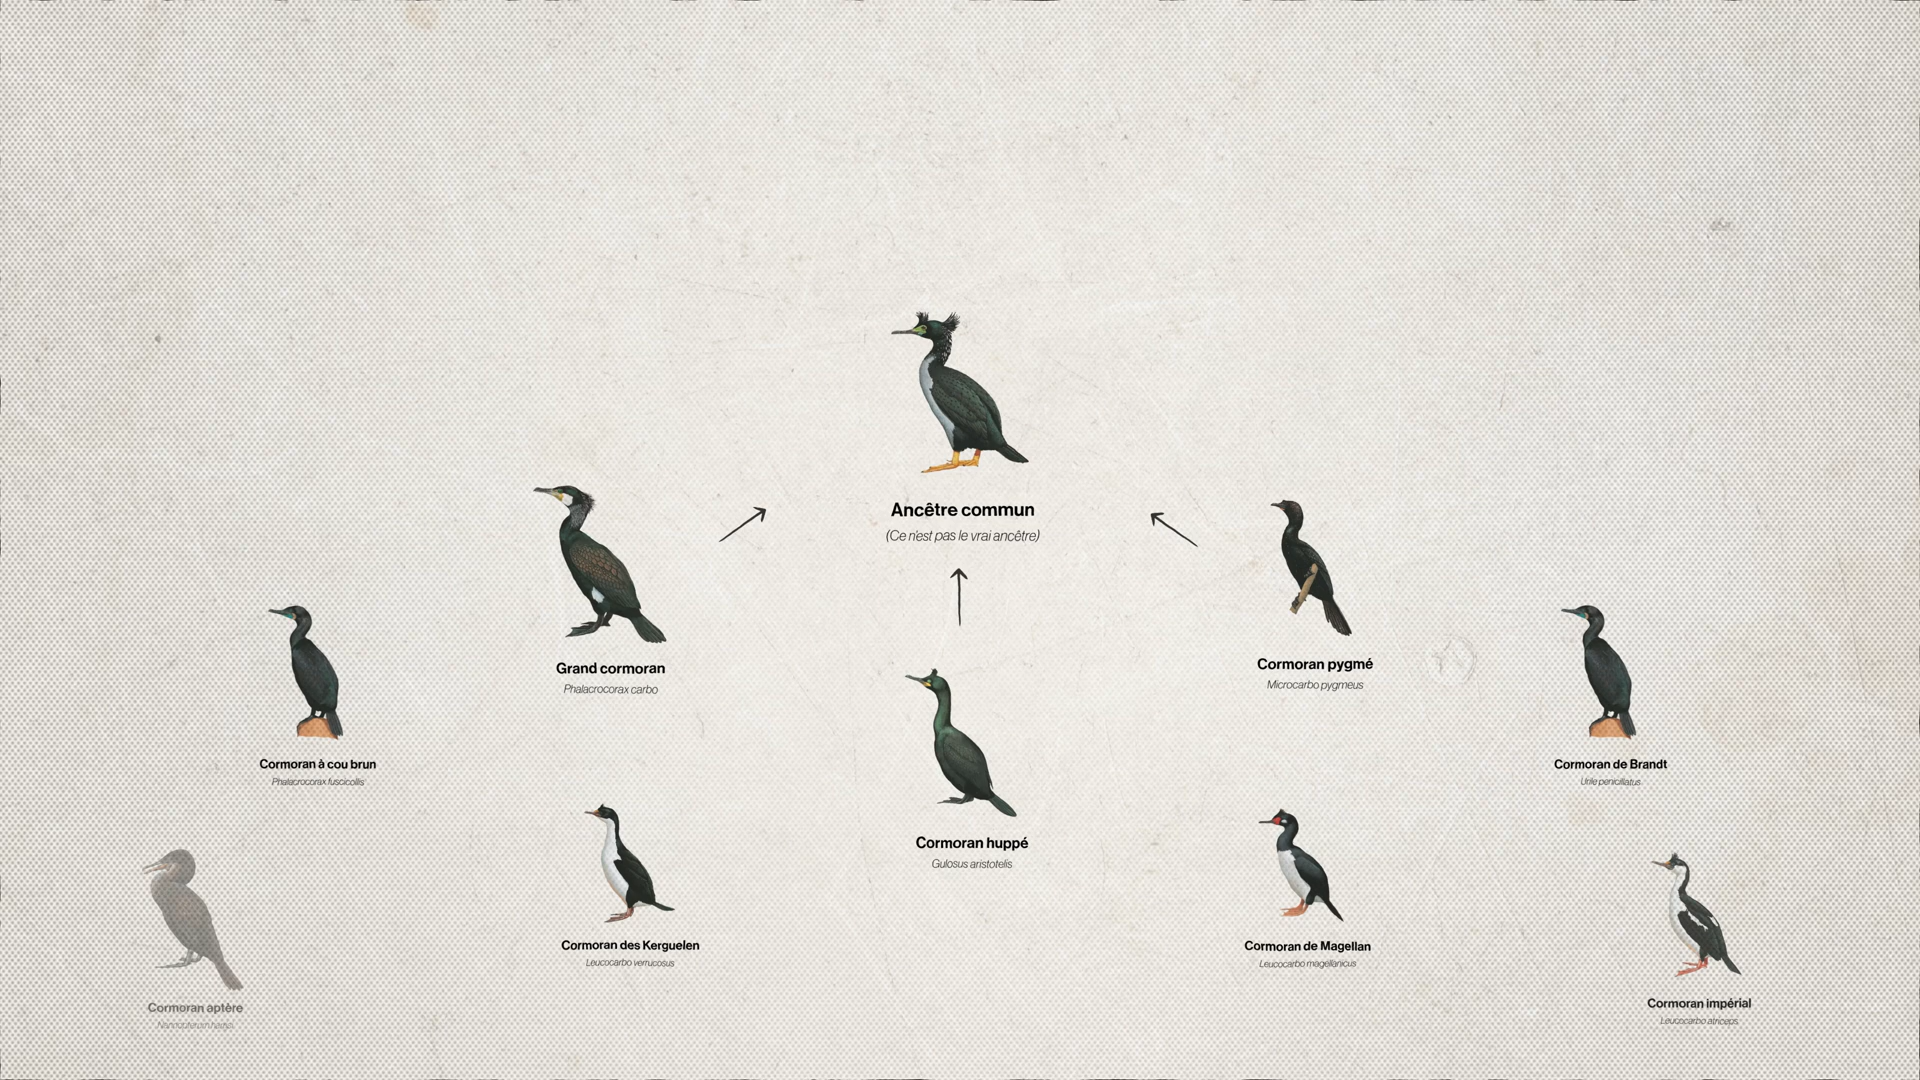 Ancêtre commun
(Ce n'est pas le vrai ancêtre)
Grand cormoran
Phalacrocorax carbo
Cormoran pygmé
Microcarbo pygmeus
Cormoran à cou brun
Phalacrocorax fuscicollis
Cormoran de Brandt
Urile penicillatus
Cormoran huppé
Gulosus aristotelis
Cormoran des Kerguelen
Leucocarbo verrucosus
Cormoran de Magellan
Leucocarbo magellanicus
Cormoran aptère
Nannopterum harrisi
Cormoran impérial
Leucocarbo atriceps